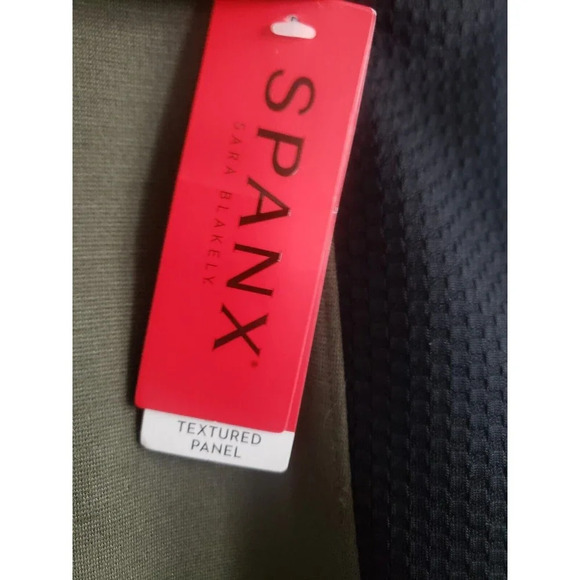 SPANX®
SARA BLAKELY.
TEXTURED
PANEL